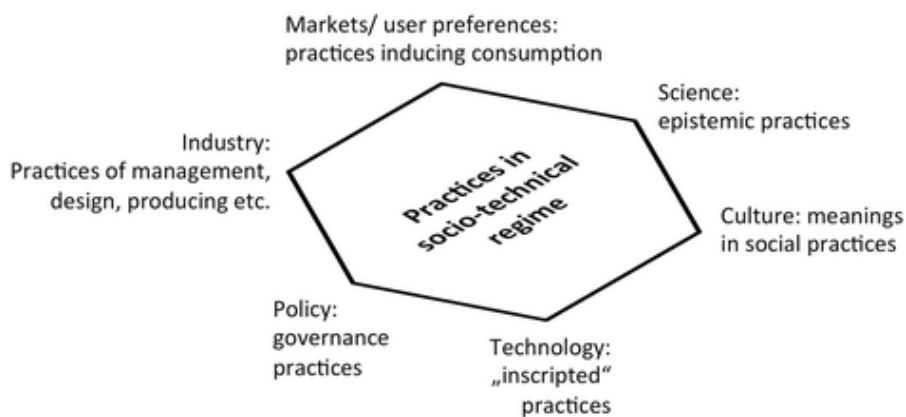 Markets/ user preferences:
practices inducing consumption
Science:
epistemic practices
Industry:
Practices of management,
design, producing etc.
Practices in
socio-technical
regime
Culture: meanings
in social practices
Policy:
governance
practices
Technology:
„inscripted“
practices